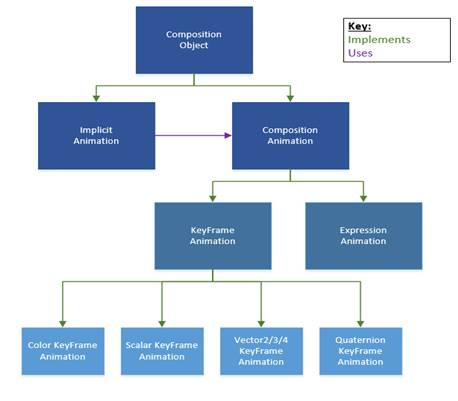 Composition
Object
Key:
Implements
Uses
Implicit
Animation
Composition
Animation
KeyFrame
Animation
Expression
Animation
Color KeyFrame
Animation
Scalar KeyFrame
Animation
Vector2/3/4
KeyFrame
Animation
Quaternion
KeyFrame
Animation